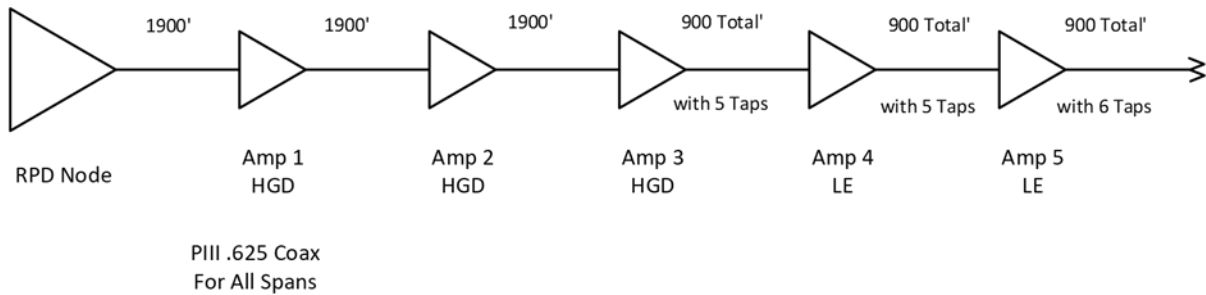 1900'
1900'
1900'
900 Total'
900 Total'
900 Total'
with 5 Taps
with 5 Taps
with 6 Taps
RPD Node
Amp 1
HGD
Amp 2
HGD
Amp 3
HGD
Amp 4
LE
Amp 5
LE
PIII .625 Coax
For All Spans